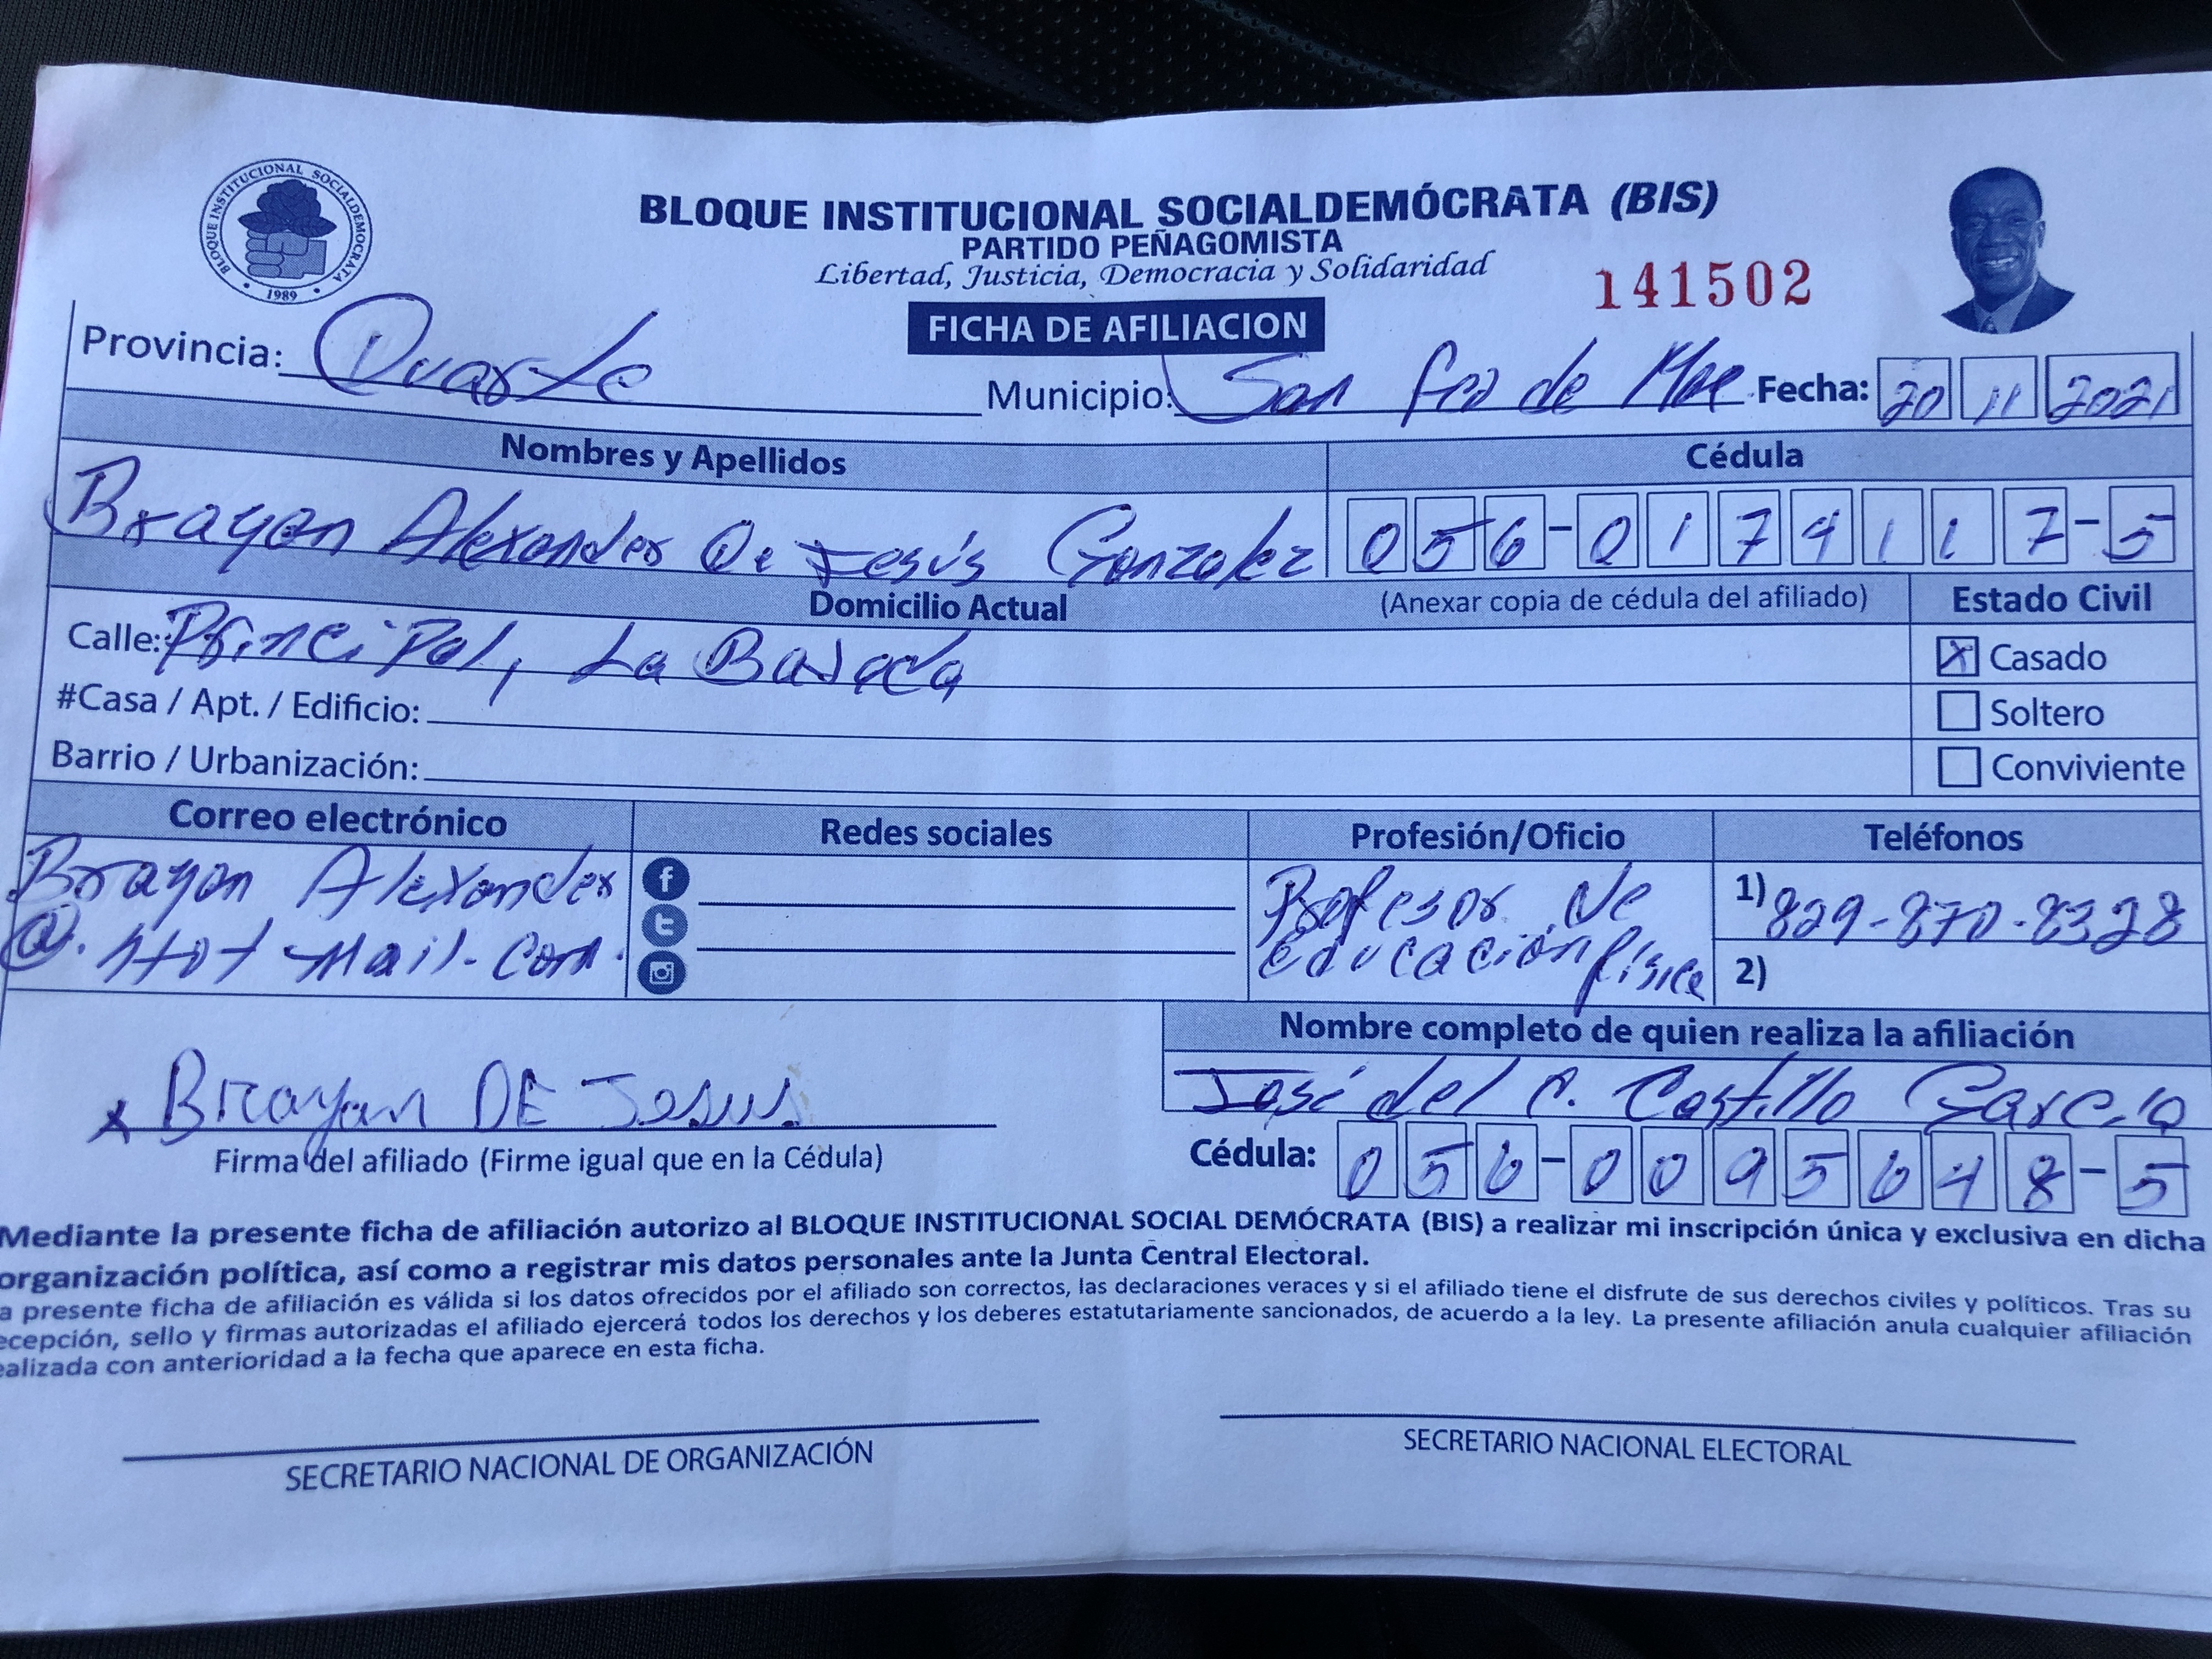 BLOQUE INSTITUCIONAL SOCIALDEMOCRATA
1989
BLOQUE INSTITUCIONAL SOCIALDEMÓCRATA (BIS)
PARTIDO PEÑAGOMISTA
Libertad, Justicia, Democracia y Solidaridad
141502
FICHA DE AFILIACION
Provincia: Duarte Municipio: San fco de Mac Fecha: 20 11 2021
Nombres y Apellidos Cédula
Brayan Alexander De Jesús Gonzalez 056-0174117-5
Domicilio Actual (Anexar copia de cédula del afiliado) Estado Civil
Calle: Principal, La Bajada Casado
#Casa / Apt. / Edificio: Soltero
Barrio / Urbanización: Conviviente
Correo electrónico Redes sociales Profesión/Oficio Teléfonos
Brayan Alexander Profesor de 1) 829-870-8328
@. Hot Mail. Com. educación física 2)
Nombre completo de quien realiza la afiliación
x Brayan DE Jesus José del C. Castillo Garcia
Firma del afiliado (Firme igual que en la Cédula) Cédula: 056-0095648-5
Mediante la presente ficha de afiliación autorizo al BLOQUE INSTITUCIONAL SOCIAL DEMÓCRATA (BIS) a realizar mi inscripción única y exclusiva en dicha
organización política, así como a registrar mis datos personales ante la Junta Central Electoral.
a presente ficha de afiliación es válida si los datos ofrecidos por el afiliado son correctos, las declaraciones veraces y si el afiliado tiene el disfrute de sus derechos civiles y políticos. Tras su
ecepción, sello y firmas autorizadas el afiliado ejercerá todos los derechos y los deberes estatutariamente sancionados, de acuerdo a la ley. La presente afiliación anula cualquier afiliación
ealizada con anterioridad a la fecha que aparece en esta ficha.
SECRETARIO NACIONAL DE ORGANIZACIÓN SECRETARIO NACIONAL ELECTORAL